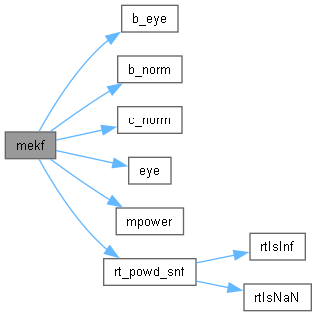 b_eye
b_norm
c_norm
mekf
eye
mpower
rtIsInf
rt_powd_snf
rtIsNaN